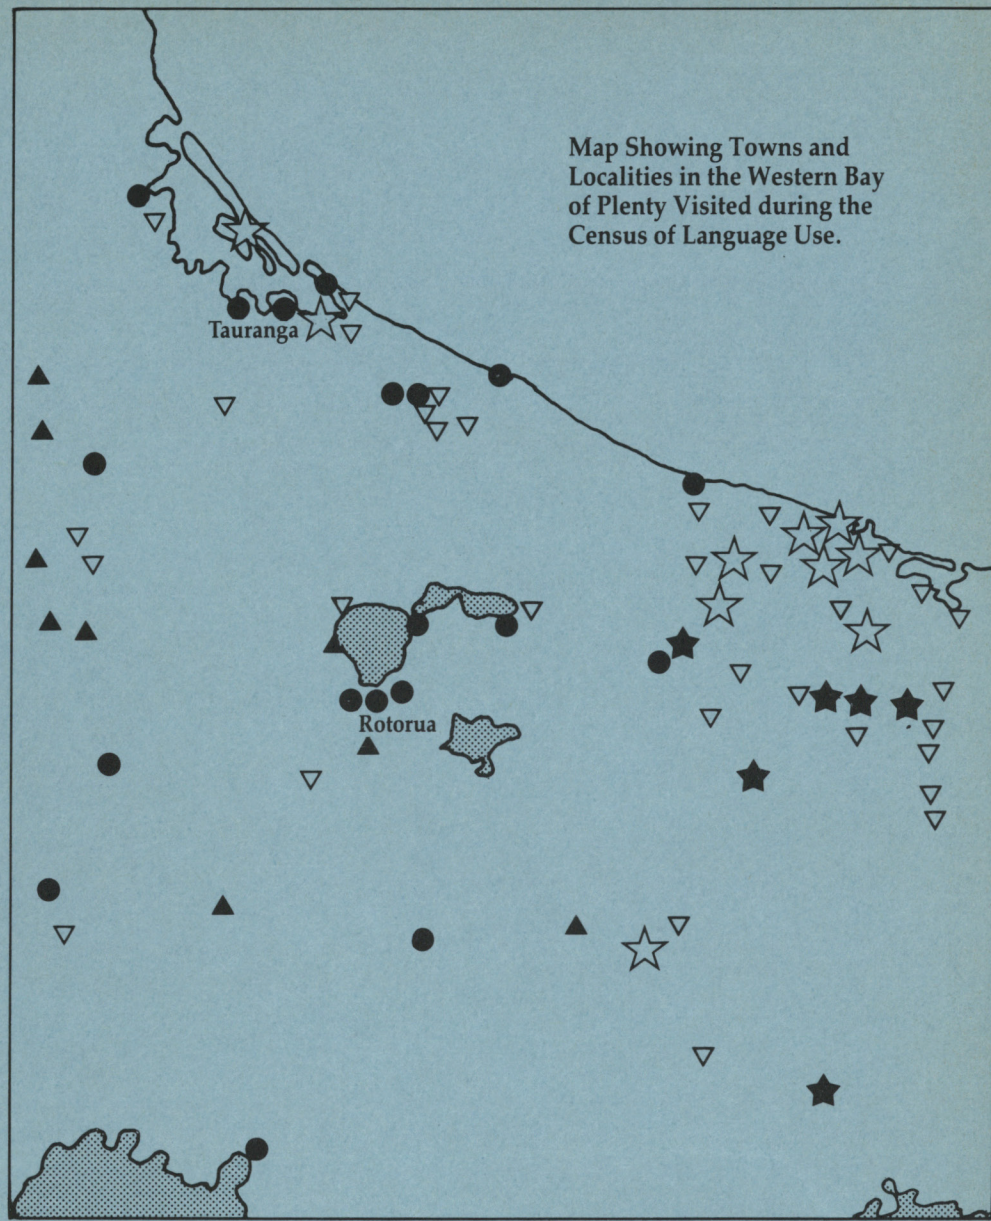 Map Showing Towns and
Localities in the Western Bay
of Plenty Visited during the
Census of Language Use.
Tauranga
Rotorua